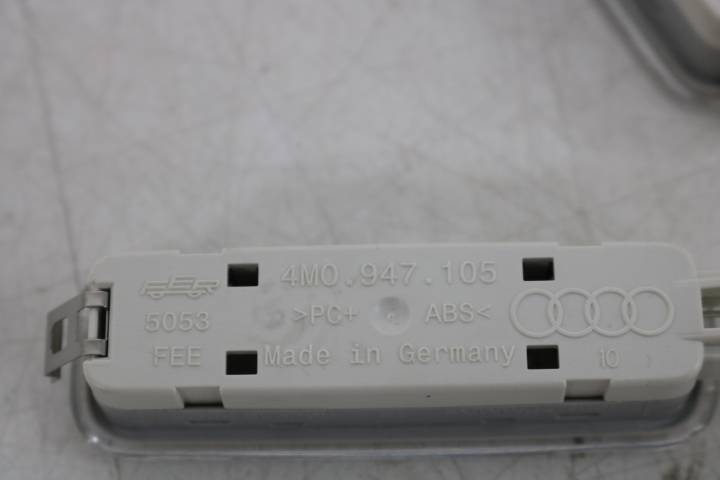 4M0.947.105
5053 >PC+ ABS<
FEE Made in Germany 10